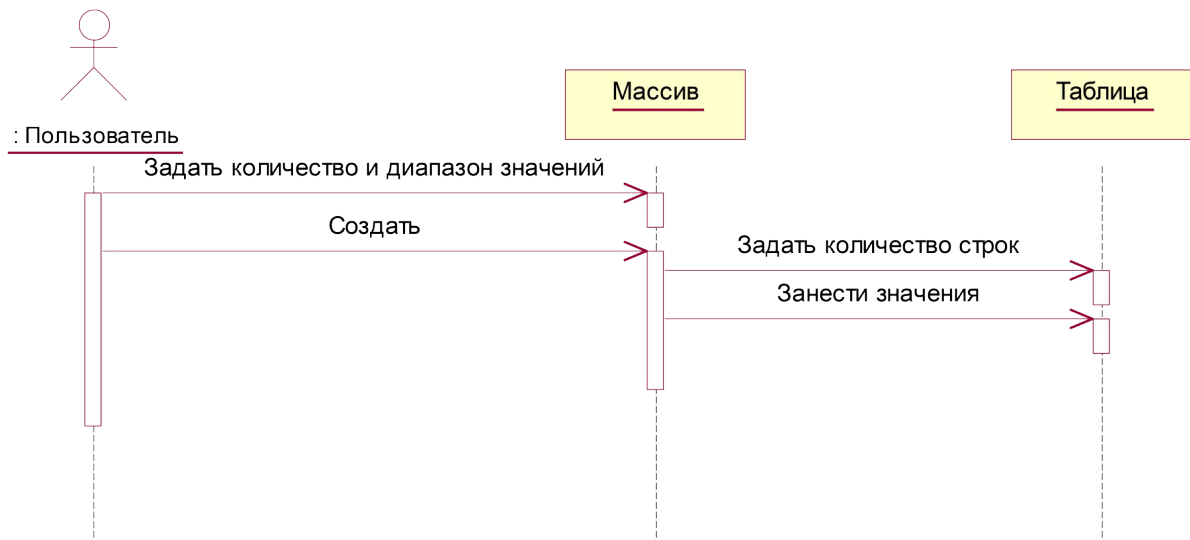 Массив
Таблица
: Пользователь
Задать количество и диапазон значений
Создать
Задать количество строк
Занести значения